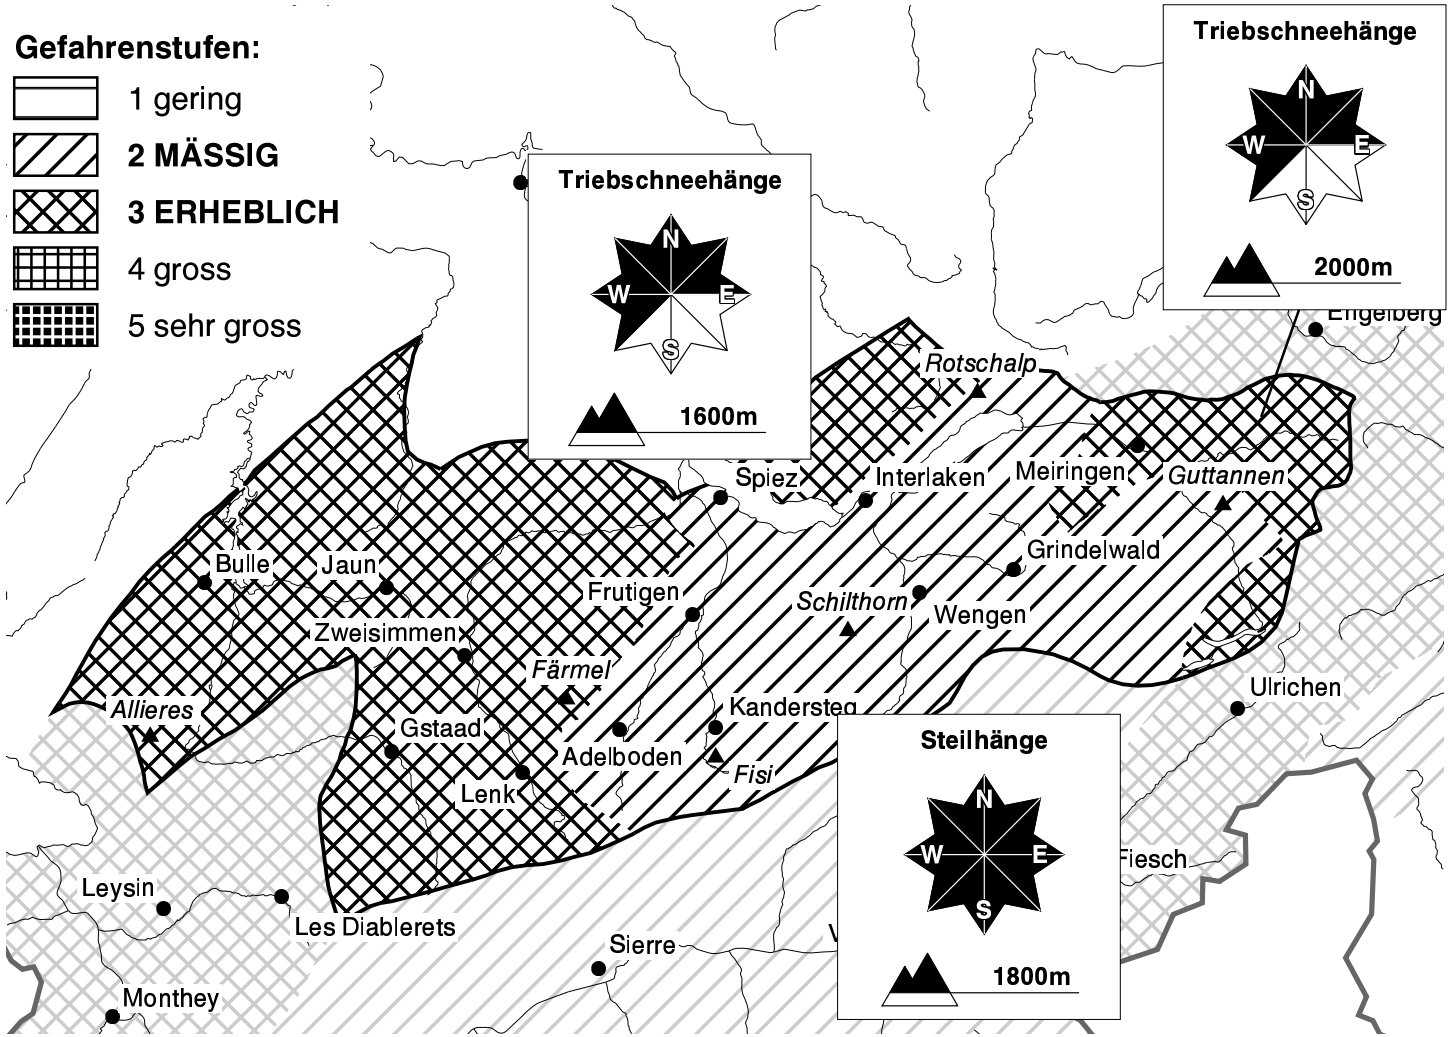 Gefahrenstufen:
1 gering
2 MÄSSIG
3 ERHEBLICH
4 gross
5 sehr gross
Triebschneehänge
N
W
E
S
1600m
Triebschneehänge
N
W
E
S
2000m
Engelberg
Rotschalp
Spiez
Interlaken
Meiringen
Guttannen
Bulle
Jaun
Grindelwald
Frutigen
Schilthorn
Wengen
Zweisimmen
Färmel
Ulrichen
Allieres
Gstaad
Kandersteg
Adelboden
Fisi
Lenk
Steilhänge
N
W
E
S
1800m
Fiesch
Leysin
Les Diablerets
Sierre
Monthey